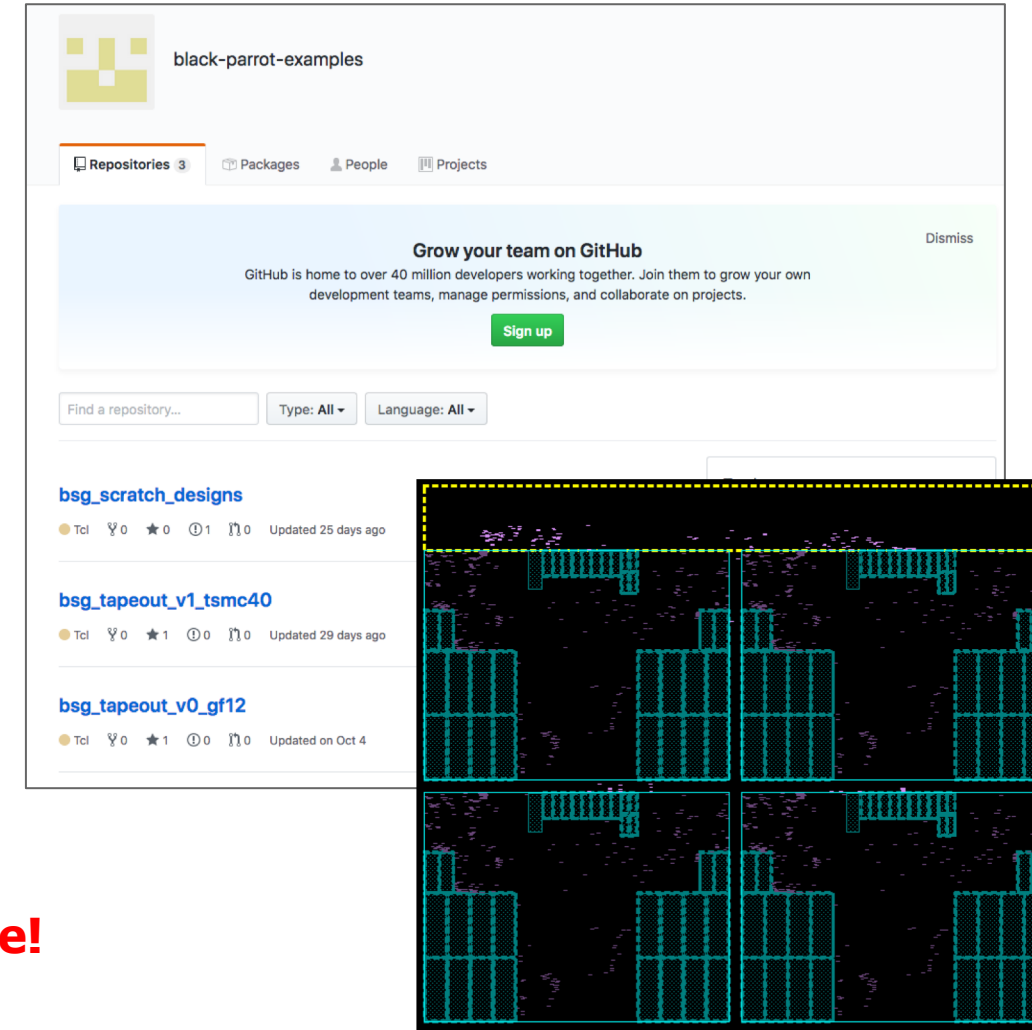 black-parrot-examples
Repositories 3 Packages People Projects
Dismiss
Grow your team on GitHub
GitHub is home to over 40 million developers working together. Join them to grow your own
development teams, manage permissions, and collaborate on projects.
Sign up
Find a repository... Type: All Language: All
bsg_scratch_designs
Tcl 0 0 1 0 Updated 25 days ago
bsg_tapeout_v1_tsmc40
Tcl 0 1 0 0 Updated 29 days ago
bsg_tapeout_v0_gf12
Tcl 0 1 0 0 Updated on Oct 4
e!